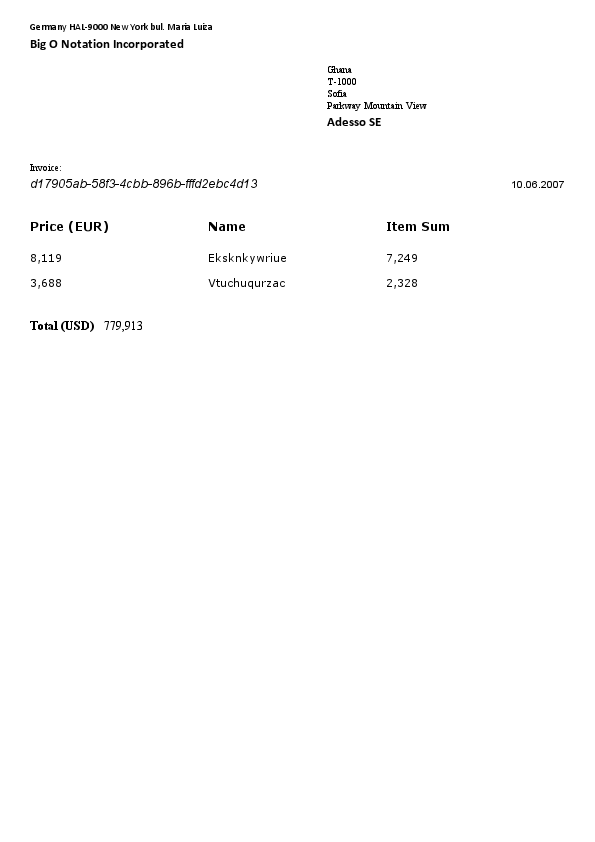 Germany HAL-9000 New York bul. Maria Luiza
Big O Notation Incorporated
Ghana
T-1000
Sofia
Parkway Mountain View
Adesso SE
Invoice:
d17905ab-58f3-4cbb-896b-fffd2ebc4d13 10.06.2007
Price (EUR) Name Item Sum
8,119 Eksknkywriue 7,249
3,688 Vtuchuqurzac 2,328
Total (USD) 779,913